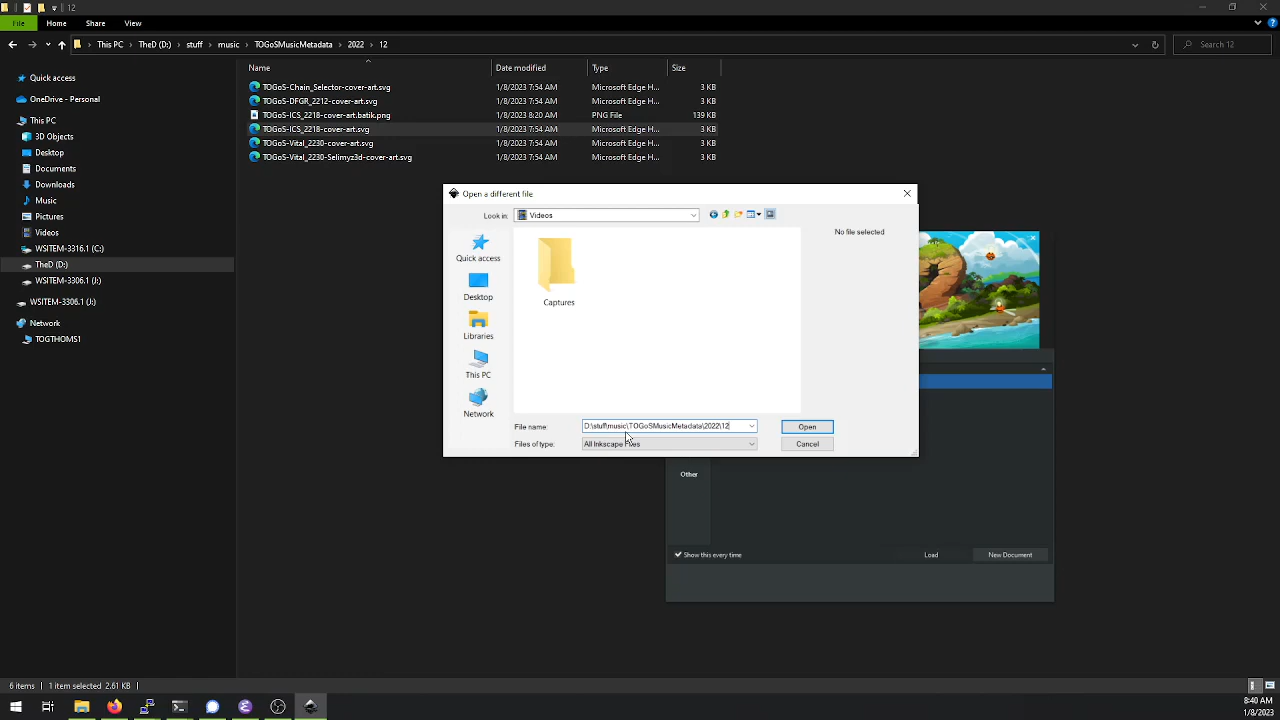 12
File
Home
Share
View
This PC > TheD (D:) > stuff > music > TOGoSMusicMetadata > 2022 > 12
Search 12
Name
Date modified
Type
Size
Quick access
OneDrive - Personal
This PC
3D Objects
Desktop
Documents
Downloads
Music
Pictures
Videos
WSITEM-3316.1 (C:)
TheD (D:)
WSITEM-3306.1 (J:)
WSITEM-3306.1 (J:)
Network
TOGTHOMS1
TOGoS-Chain_Selector-cover-art.svg 1/8/2023 7:54 AM Microsoft Edge H... 3 KB
TOGoS-DFGR_2212-cover-art.svg 1/8/2023 7:54 AM Microsoft Edge H... 3 KB
TOGoS-ICS_2218-cover-art.batik.png 1/8/2023 8:20 AM PNG File 139 KB
TOGoS-ICS_2218-cover-art.svg 1/8/2023 7:54 AM Microsoft Edge H... 3 KB
TOGoS-Vital_2230-cover-art.svg 1/8/2023 7:54 AM Microsoft Edge H... 3 KB
TOGoS-Vital_2230-Selimyz3d-cover-art.svg 1/8/2023 7:54 AM Microsoft Edge H... 3 KB
Open a different file
Look in:
Videos
No file selected
Quick access
Desktop
Libraries
This PC
Network
Captures
File name:
D:\stuff\music\TOGoSMusicMetadata\2022\12
Open
Files of type:
All Inkscape Files
Cancel
Other
Show this every time
Load
New Document
6 items
1 item selected 2.61 KB
8:40 AM
1/8/2023